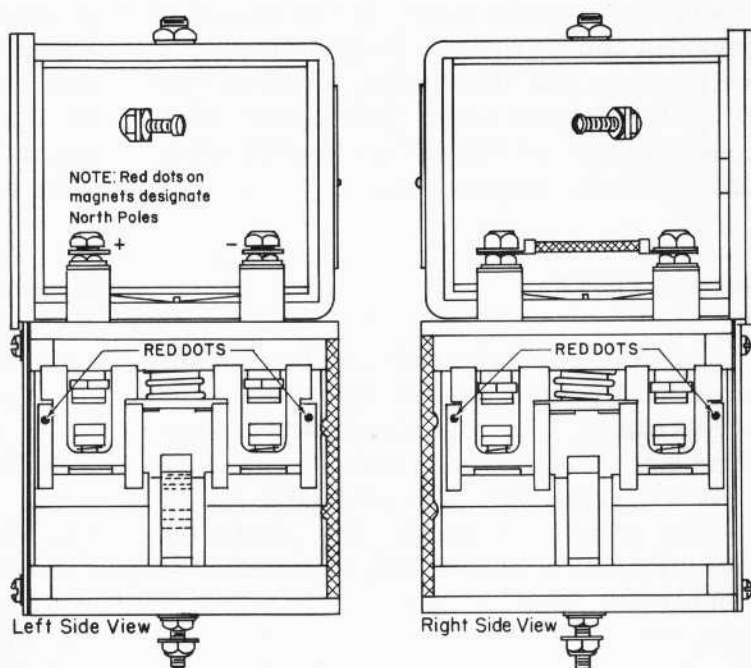 NOTE: Red dots on
magnets designate
North Poles
+ -
RED DOTS
RED DOTS
Left Side View
Right Side View